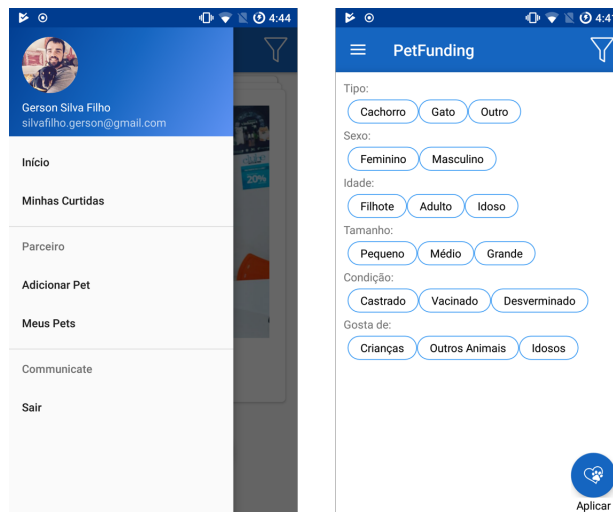 4:44
Gerson Silva Filho
silvafilho.gerson@gmail.com
Início
Minhas Curtidas
Parceiro
Adicionar Pet
Meus Pets
Communicate
Sair
20%
PetFunding
Tipo:
Cachorro Gato Outro
Sexo:
Feminino Masculino
Idade:
Filhote Adulto Idoso
Tamanho:
Pequeno Médio Grande
Condição:
Castrado Vacinado Desverminado
Gosta de:
Crianças Outros Animais Idosos
Aplicar